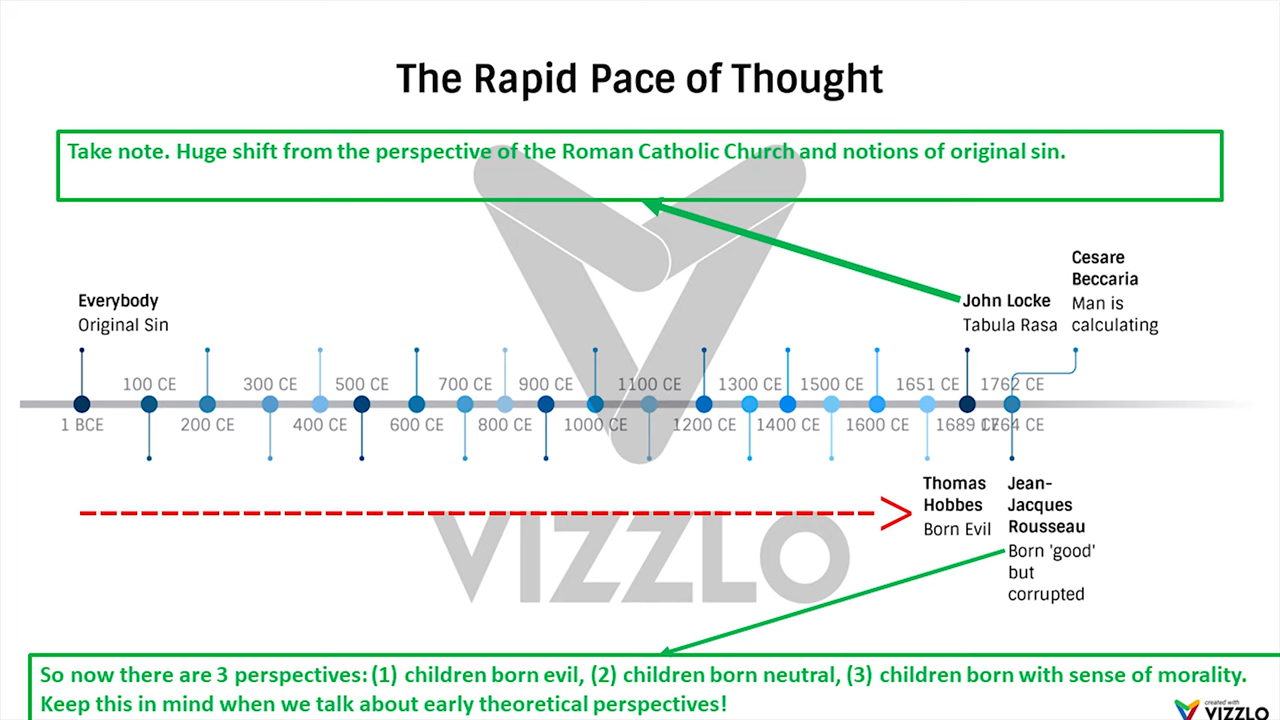 The Rapid Pace of Thought
Take note. Huge shift from the perspective of the Roman Catholic Church and notions of original sin.
Cesare
Beccaria
Man is
calculating
Everybody
Original Sin
John Locke
Tabula Rasa
100 CE
300 CE
500 CE
700 CE
900 CE
1100 CE
1300 CE
1500 CE
1651 CE
1762 CE
1 BCE
200 CE
400 CE
600 CE
800 CE
1000 CE
1200 CE
1400 CE
1600 CE
1689 CE
1764 CE
Thomas
Hobbes
Born Evil
Jean-
Jacques
Rousseau
Born 'good'
but
corrupted
VIZZLO
So now there are 3 perspectives: (1) children born evil, (2) children born neutral, (3) children born with sense of morality.
Keep this in mind when we talk about early theoretical perspectives!
created with
VIZZLO